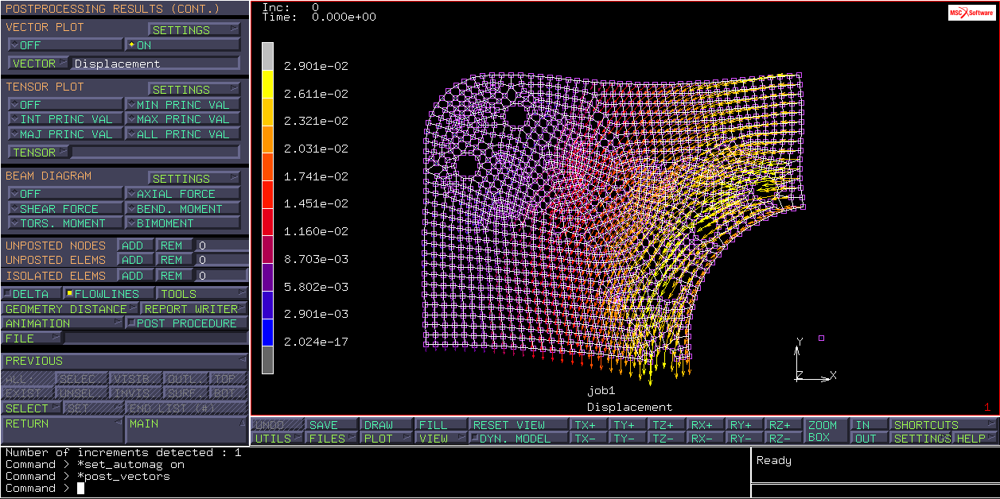 POSTPROCESSING RESULTS (CONT.)
VECTOR PLOT SETTINGS
OFF ON
VECTOR Displacement
TENSOR PLOT SETTINGS
OFF MIN PRINC VAL
INT PRINC VAL MAX PRINC VAL
MAJ PRINC VAL ALL PRINC VAL
TENSOR
BEAM DIAGRAM SETTINGS
OFF AXIAL FORCE
SHEAR FORCE BEND. MOMENT
TORS. MOMENT BIMOMENT
UNPOSTED NODES ADD REM 0
UNPOSTED ELEMS ADD REM 0
ISOLATED ELEMS ADD REM 0
DELTA FLOWLINES TOOLS
GEOMETRY DISTANCE REPORT WRITER
ANIMATION POST PROCEDURE
FILE
PREVIOUS
ALL: SELEC. VISIB. OUTL. TOP
EXIST. UNSEL. INVIS. SURF. BOT
SELECT SET END LIST (#)
RETURN MAIN
Inc: 0
Time: 0.000e+00
MSC Software
2.901e-02
2.611e-02
2.321e-02
2.031e-02
1.741e-02
1.451e-02
1.160e-02
8.703e-03
5.802e-03
2.901e-03
2.024e-17
Y
Z X
job1
Displacement
1
UNDO SAVE DRAW FILL RESET VIEW TX+ TY+ TZ+ RX+ RY+ RZ+ ZOOM BOX IN SHORTCUTS
UTILS FILES PLOT VIEW DYN. MODEL TX- TY- TZ- RX- RY- RZ- OUT SETTINGS HELP
Number of increments detected : 1
Command > *set_automag on
Command > *post_vectors
Command >
Ready